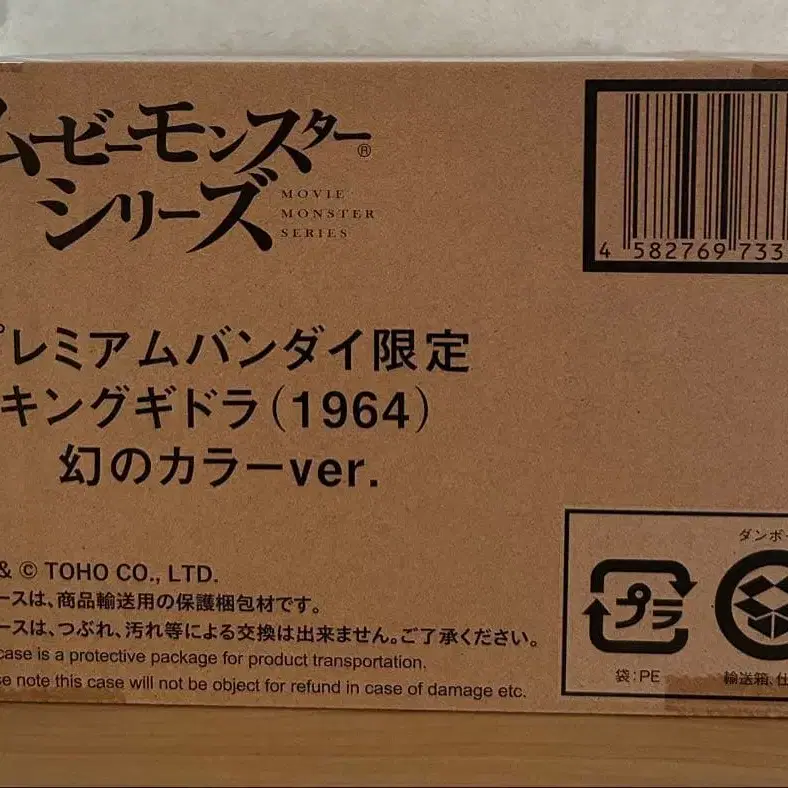 ムービーモンスター®
シリーズ
MOVIE
MONSTER
SERIES
4 582769 733
プレミアムバンダイ限定
キングギドラ(1964)
幻のカラーver.
& © TOHO CO., LTD.
ースは、商品輸送用の保護梱包材です。
ースは、つぶれ、汚れ等による交換は出来ません。ご了承ください。
case is a protective package for product transportation.
se note this case will not be object for refund in case of damage etc.
ダンボー
プラ
袋:PE
輸送箱、仕